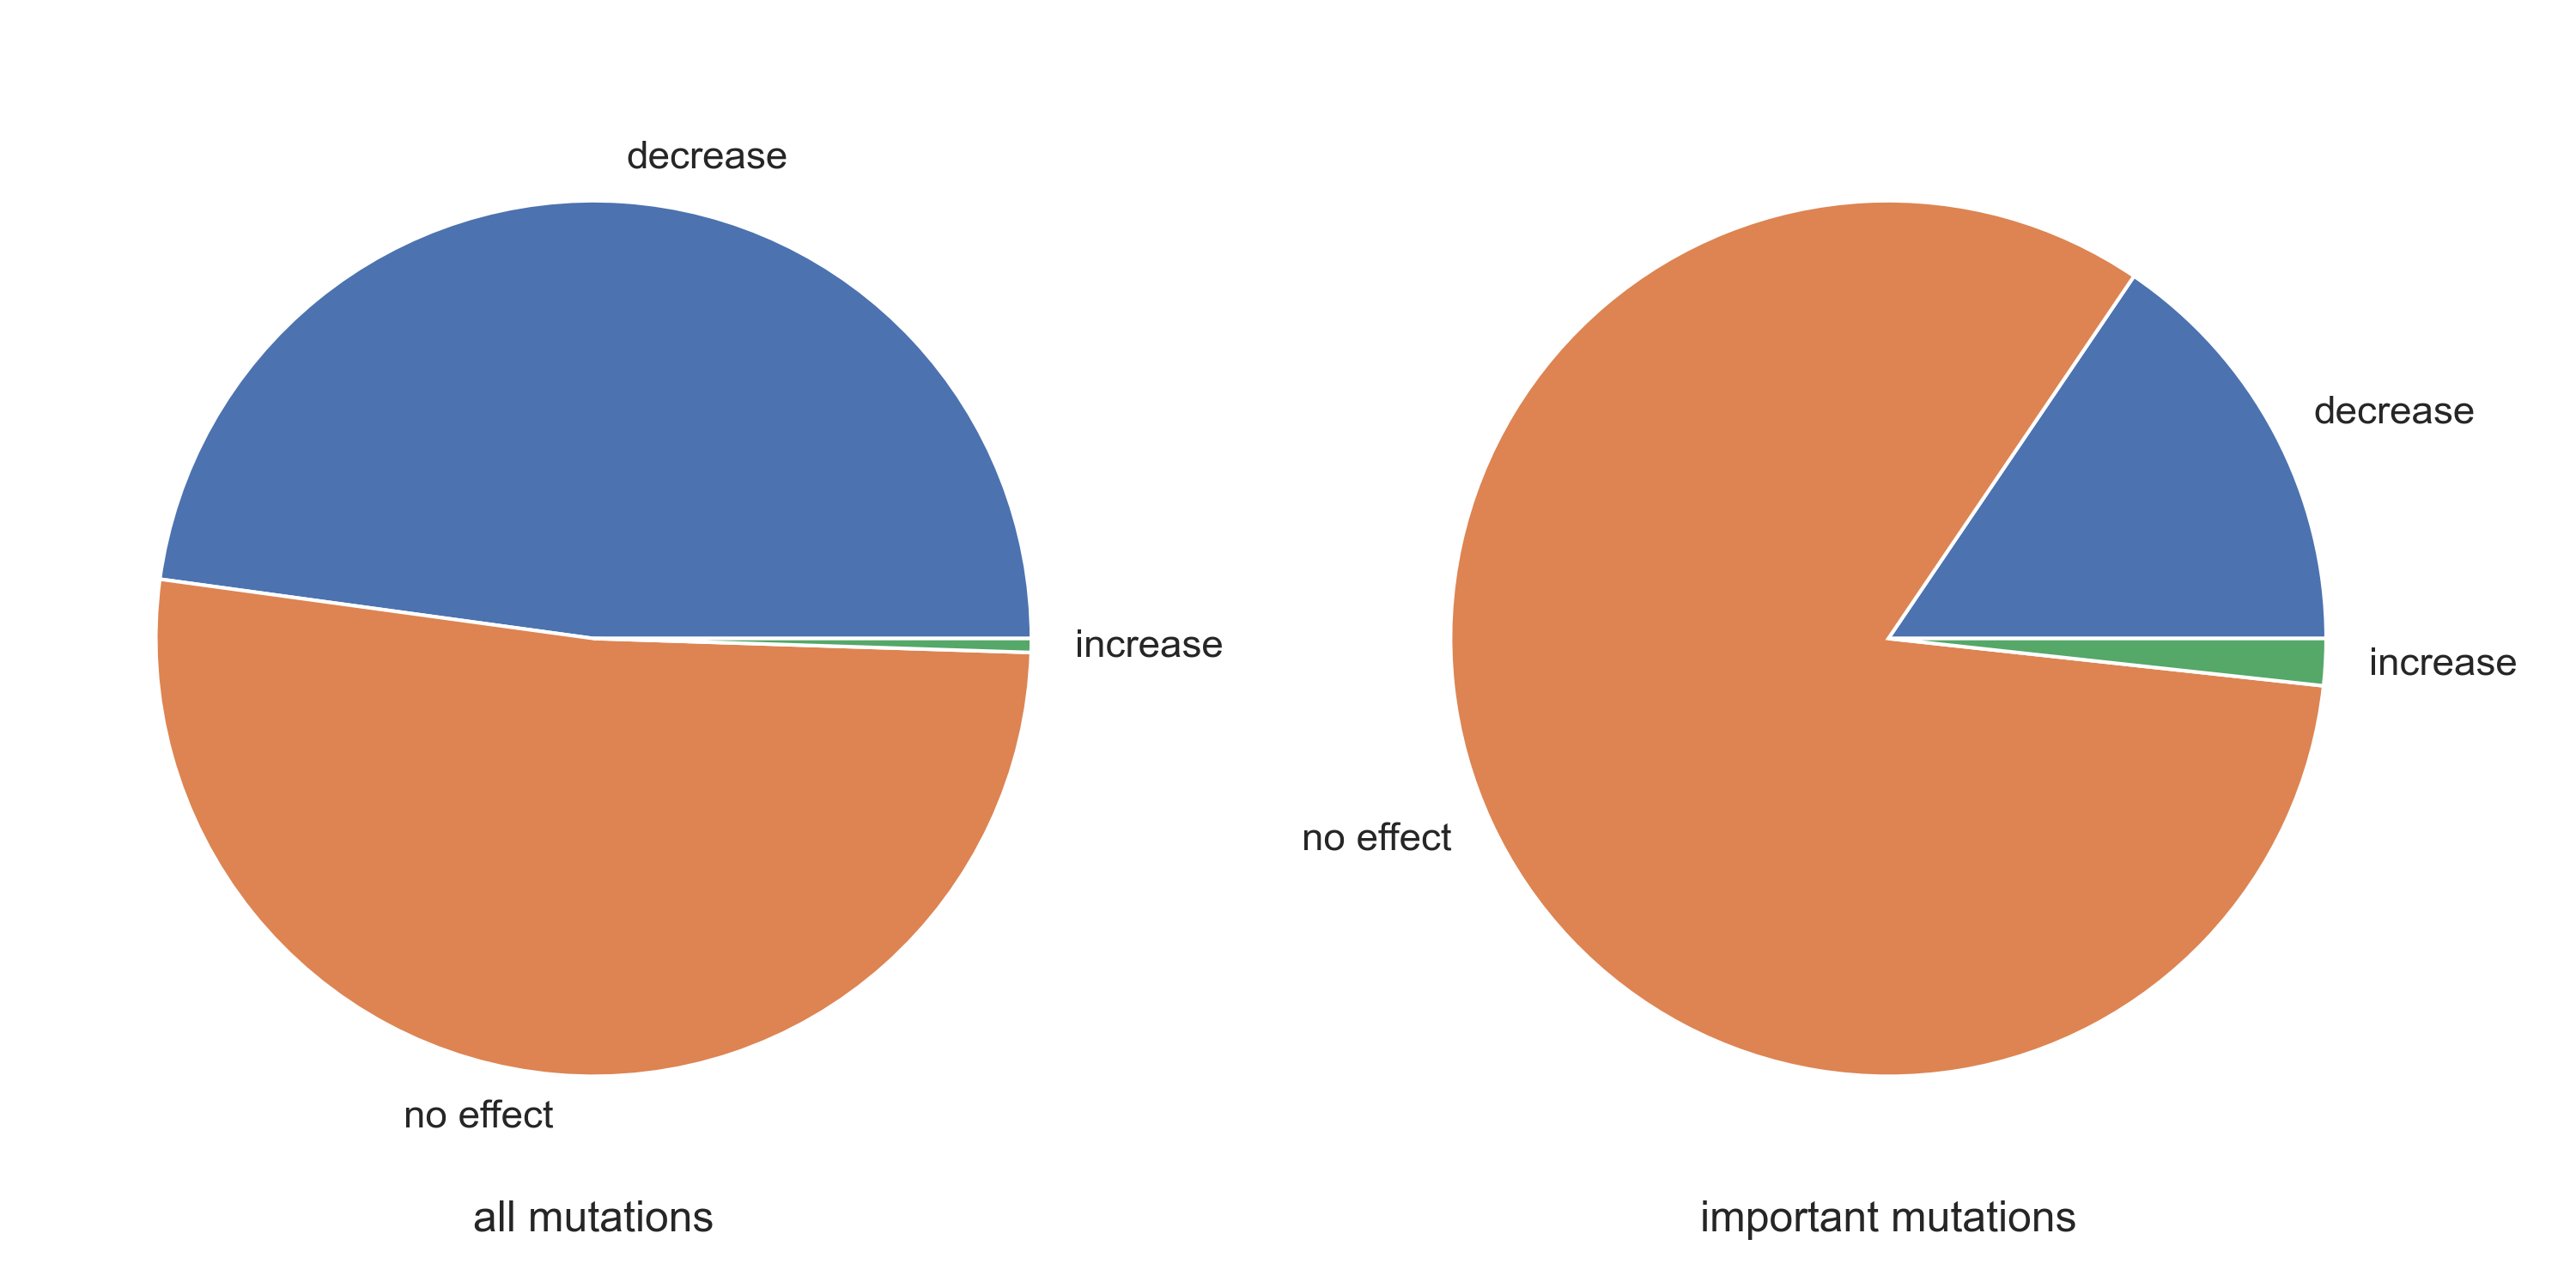 decrease
increase
no effect
all mutations
decrease
increase
no effect
important mutations